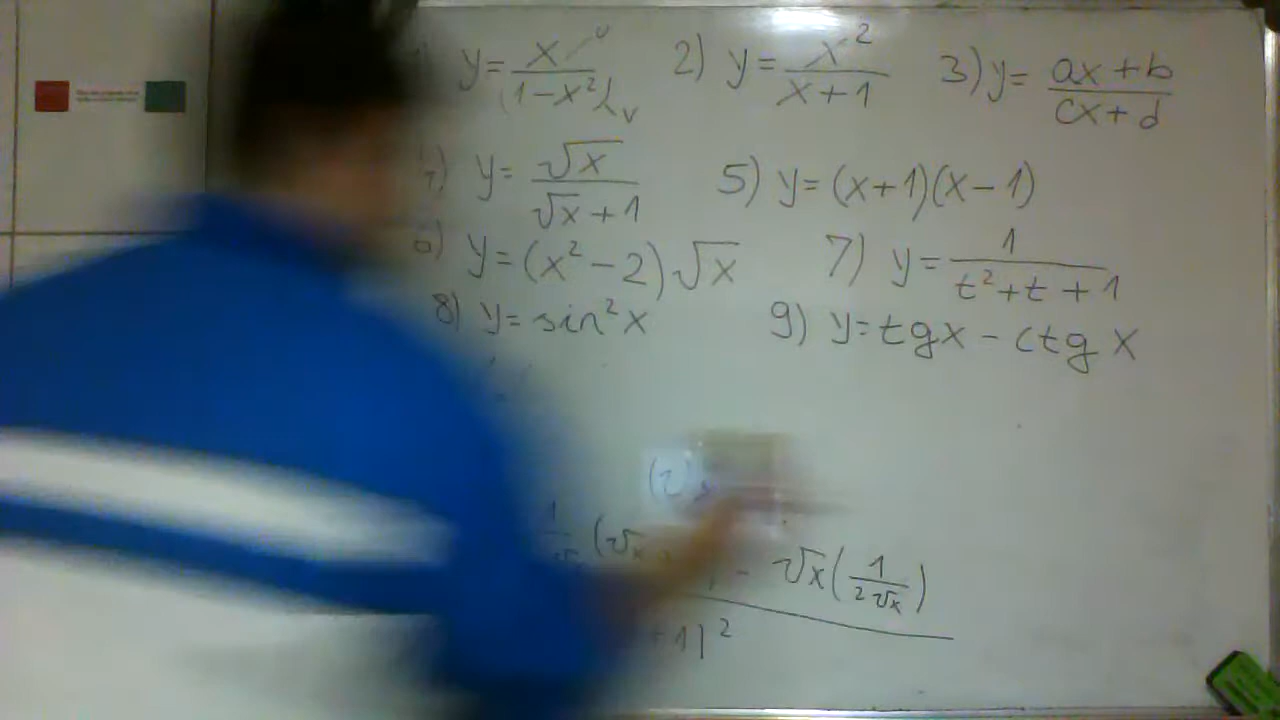 1) y = x / (1-x²) u v 2) y = x² / x+1 3) y = ax+b / cx+d
4) y = √x / √x+1 5) y = (x+1)(x-1)
6) y = (x²-2)√x 7) y = 1 / t²+t+1
8) y = sin²x 9) y = tgx - ctg x
(√x
1 (√x - √x(1 / 2√x)
+1)²